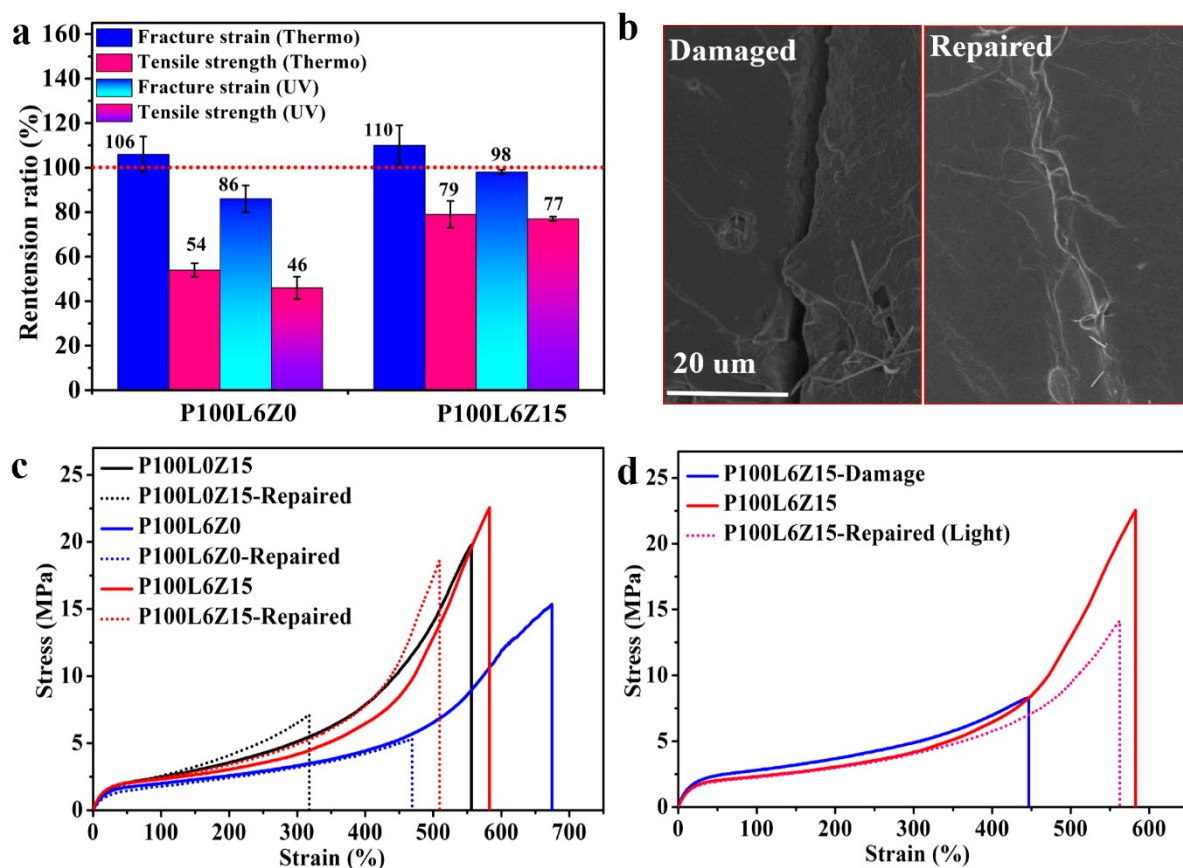 a
160
140
120
100
80
60
40
20
0
Rentension ratio (%)
Fracture strain (Thermo)
Tensile strength (Thermo)
Fracture strain (UV)
Tensile strength (UV)
106
54
86
46
110
79
98
77
P100L6Z0
P100L6Z15
b
Damaged
Repaired
20 um
c
25
20
15
10
5
0
Stress (MPa)
P100L0Z15
P100L0Z15-Repaired
P100L6Z0
P100L6Z0-Repaired
P100L6Z15
P100L6Z15-Repaired
0 100 200 300 400 500 600 700
Strain (%)
d
25
20
15
10
5
0
Stress (MPa)
P100L6Z15-Damage
P100L6Z15
P100L6Z15-Repaired (Light)
0 100 200 300 400 500 600
Strain (%)